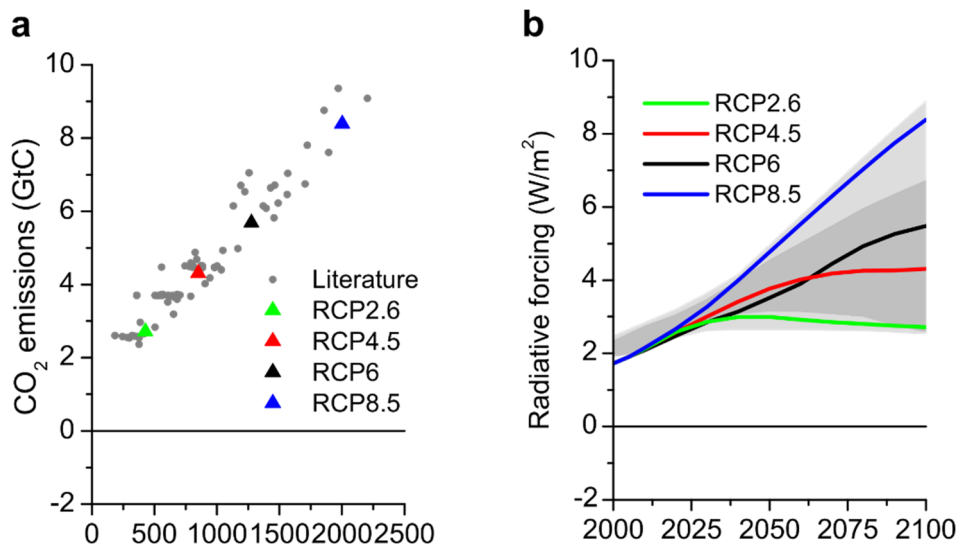 a
CO2 emissions (GtC)
10
8
6
4
2
0
-2
0 500 1000 1500 2000 2500
Literature
RCP2.6
RCP4.5
RCP6
RCP8.5
b
Radiative forcing (W/m²)
10
8
6
4
2
0
-2
2000 2025 2050 2075 2100
RCP2.6
RCP4.5
RCP6
RCP8.5